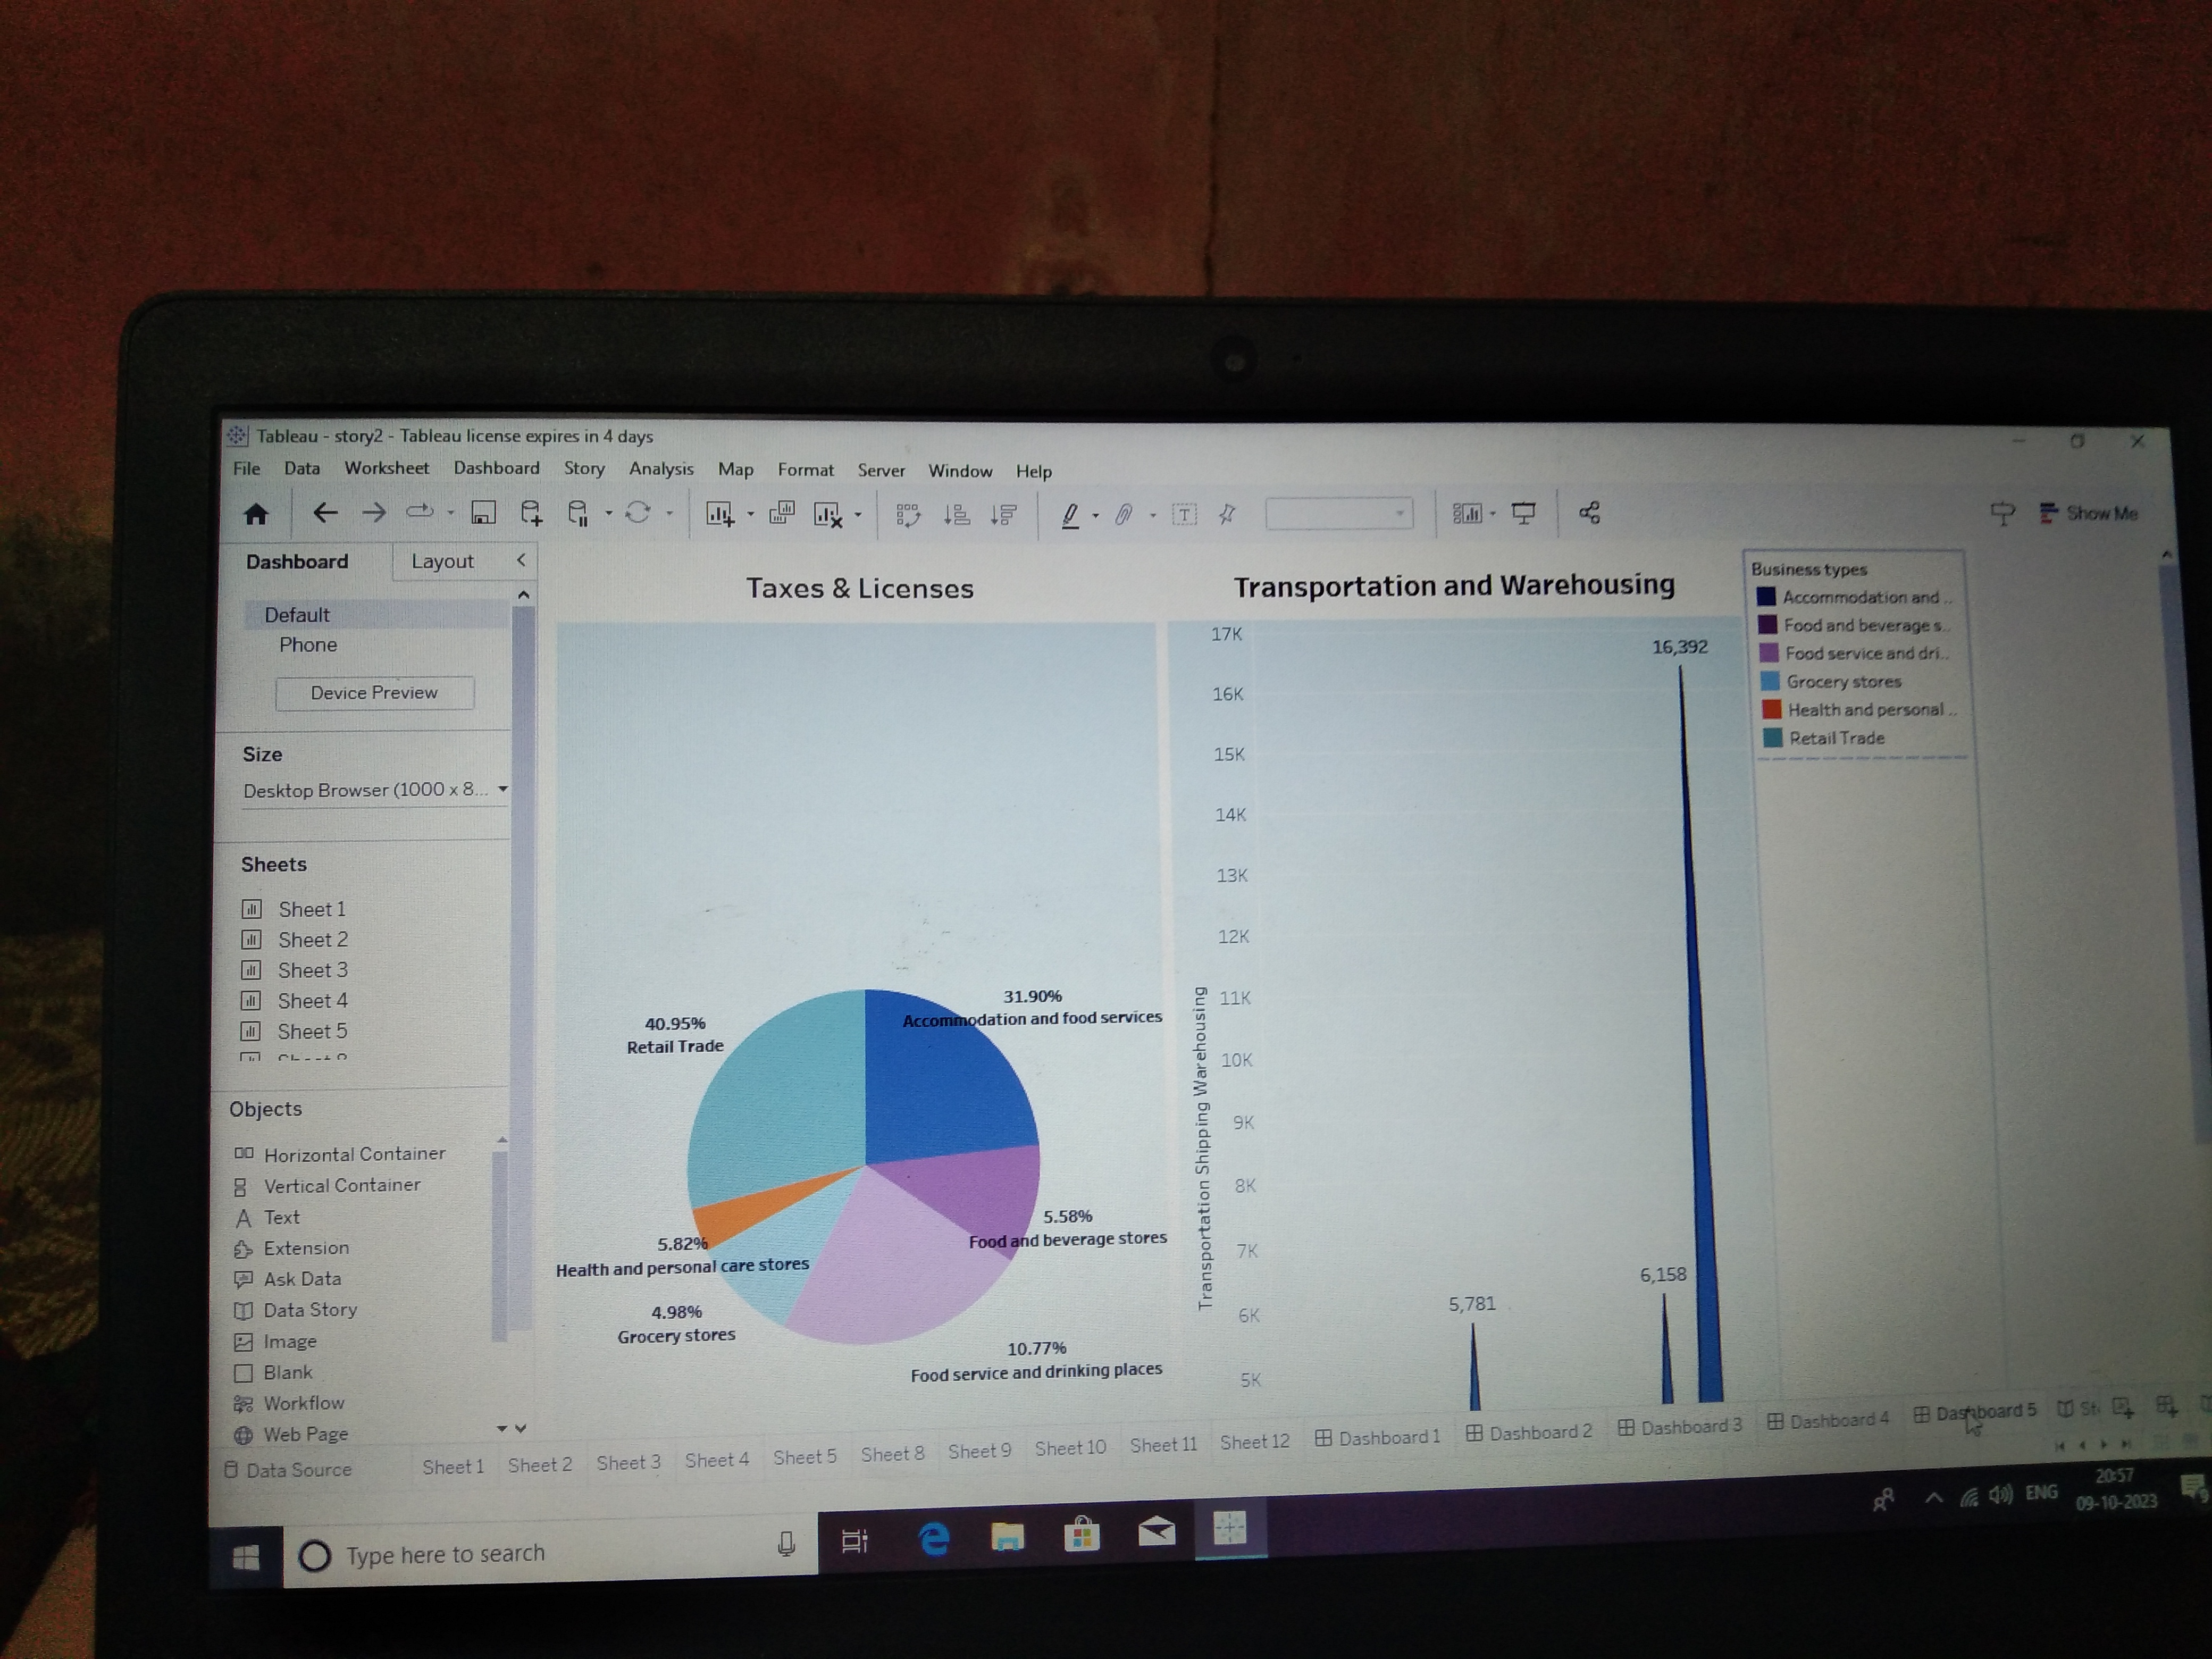 Tableau - story2 - Tableau license expires in 4 days
File Data Worksheet Dashboard Story Analysis Map Format Server Window Help
Show Me
Dashboard Layout
Default
Phone
Device Preview
Size
Desktop Browser (1000 x 8...
Sheets
Sheet 1
Sheet 2
Sheet 3
Sheet 4
Sheet 5
Objects
Horizontal Container
Vertical Container
Text
Extension
Ask Data
Data Story
Image
Blank
Workflow
Web Page
Taxes & Licenses
31.90%
Accommodation and food services
40.95%
Retail Trade
5.58%
Food and beverage stores
5.82%
Health and personal care stores
4.98%
Grocery stores
10.77%
Food service and drinking places
Transportation and Warehousing
Transportation Shipping Warehousing
17K
16K
15K
14K
13K
12K
11K
10K
9K
8K
7K
6K
5K
16,392
6,158
5,781
Business types
Accommodation and ..
Food and beverage s..
Food service and dri..
Grocery stores
Health and personal ..
Retail Trade
Data Source Sheet 1 Sheet 2 Sheet 3 Sheet 4 Sheet 5 Sheet 8 Sheet 9 Sheet 10 Sheet 11 Sheet 12 Dashboard 1 Dashboard 2 Dashboard 3 Dashboard 4 Dashboard 5
Type here to search
ENG
20:57
09-10-2023